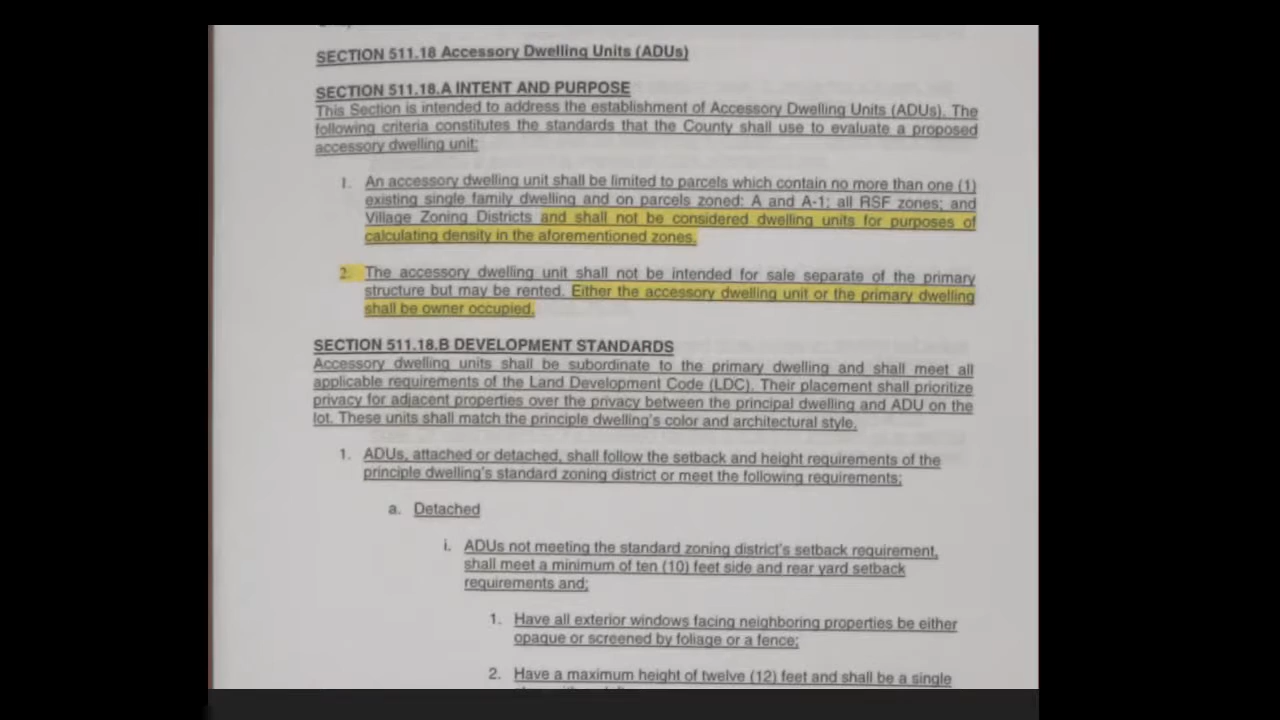 SECTION 511.18 Accessory Dwelling Units (ADUs)
SECTION 511.18.A INTENT AND PURPOSE
This Section is intended to address the establishment of Accessory Dwelling Units (ADUs). The
following criteria constitutes the standards that the County shall use to evaluate a proposed
accessory dwelling unit:
1. An accessory dwelling unit shall be limited to parcels which contain no more than one (1)
existing single family dwelling and on parcels zoned: A and A-1; all RSF zones; and
Village Zoning Districts and shall not be considered dwelling units for purposes of
calculating density in the aforementioned zones.
2. The accessory dwelling unit shall not be intended for sale separate of the primary
structure but may be rented. Either the accessory dwelling unit or the primary dwelling
shall be owner occupied.
SECTION 511.18.B DEVELOPMENT STANDARDS
Accessory dwelling units shall be subordinate to the primary dwelling and shall meet all
applicable requirements of the Land Development Code (LDC). Their placement shall prioritize
privacy for adjacent properties over the privacy between the principal dwelling and ADU on the
lot. These units shall match the principle dwelling's color and architectural style.
1. ADUs, attached or detached, shall follow the setback and height requirements of the
principle dwelling's standard zoning district or meet the following requirements;
a. Detached
i. ADUs not meeting the standard zoning district's setback requirement,
shall meet a minimum of ten (10) feet side and rear yard setback
requirements and;
1. Have all exterior windows facing neighboring properties be either
opaque or screened by foliage or a fence;
2. Have a maximum height of twelve (12) feet and shall be a single